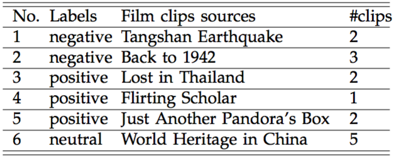 No. Labels Film clips sources #clips
1 negative Tangshan Earthquake 2
2 negative Back to 1942 3
3 positive Lost in Thailand 2
4 positive Flirting Scholar 1
5 positive Just Another Pandora's Box 2
6 neutral World Heritage in China 5